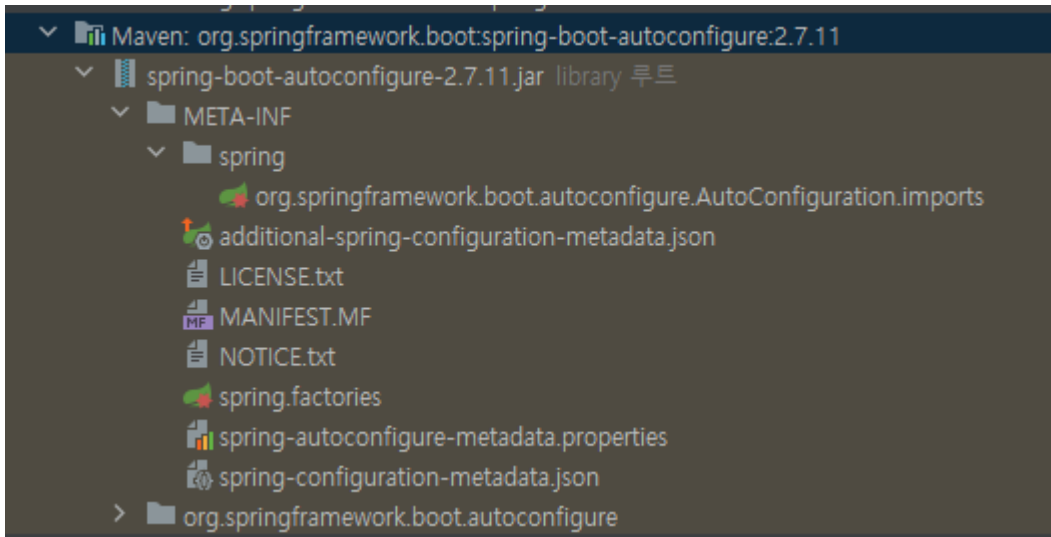 Maven: org.springframework.boot:spring-boot-autoconfigure:2.7.11
spring-boot-autoconfigure-2.7.11.jar library 루트
META-INF
spring
org.springframework.boot.autoconfigure.AutoConfiguration.imports
additional-spring-configuration-metadata.json
LICENSE.txt
MF MANIFEST.MF
NOTICE.txt
spring.factories
spring-autoconfigure-metadata.properties
spring-configuration-metadata.json
org.springframework.boot.autoconfigure